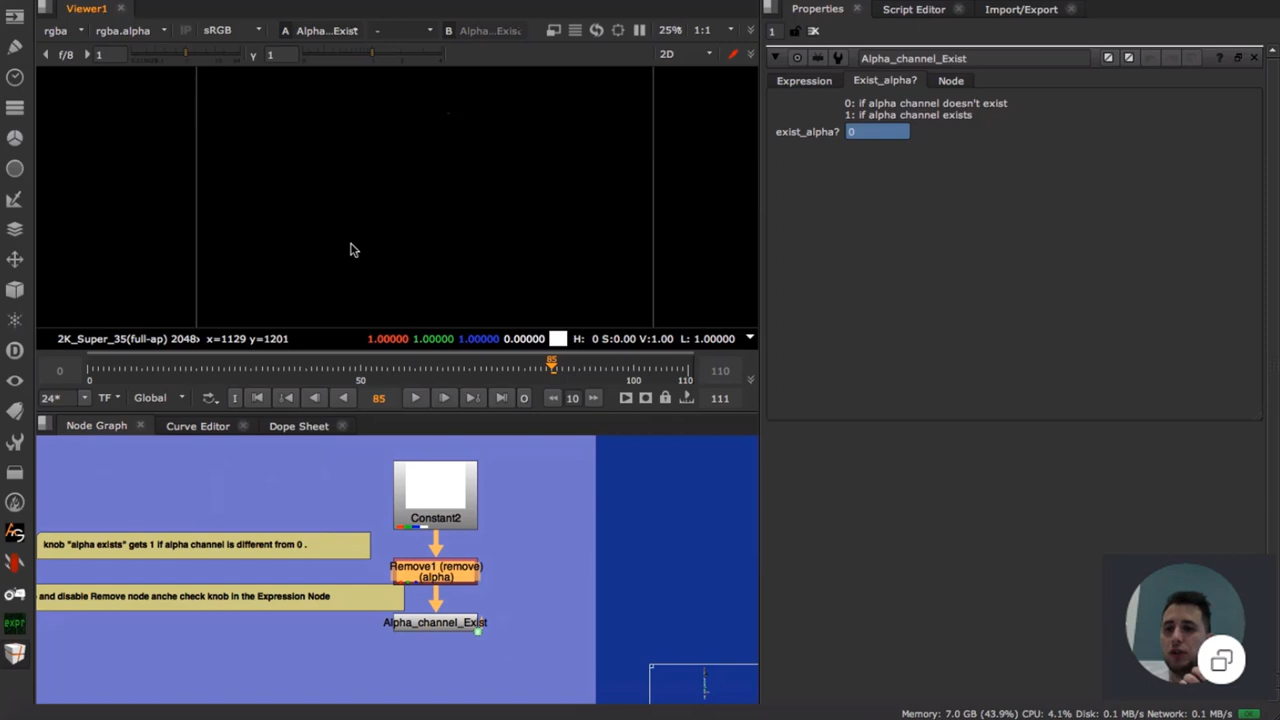 Viewer1
rgba
rgba.alpha
IP
sRGB
A
Alpha...Exist
-
B
25%
1:1
f/8
1
y
1
2D
2K_Super_35(full-ap) 2048›
x=1129 y=1201
1.00000
1.00000
1.00000
0.00000
H: 0 S:0.00 V:1.00
L: 1.00000
0
0
50
85
100
110
110
24*
TF
Global
I
85
O
10
111
Node Graph
Curve Editor
Dope Sheet
Constant2
Remove1 (remove)
(alpha)
Alpha_channel_Exist
knob "alpha exists" gets 1 if alpha channel is different from 0 .
and disable Remove node anche check knob in the Expression Node
expr
Properties
Script Editor
Import/Export
1
Alpha_channel_Exist
?
Expression
Exist_alpha?
Node
0: if alpha channel doesn't exist
1: if alpha channel exists
exist_alpha?
0
Memory: 7.0 GB (43.9%) CPU: 4.1% Disk: 0.1 MB/s Network: 0.1 MB/s